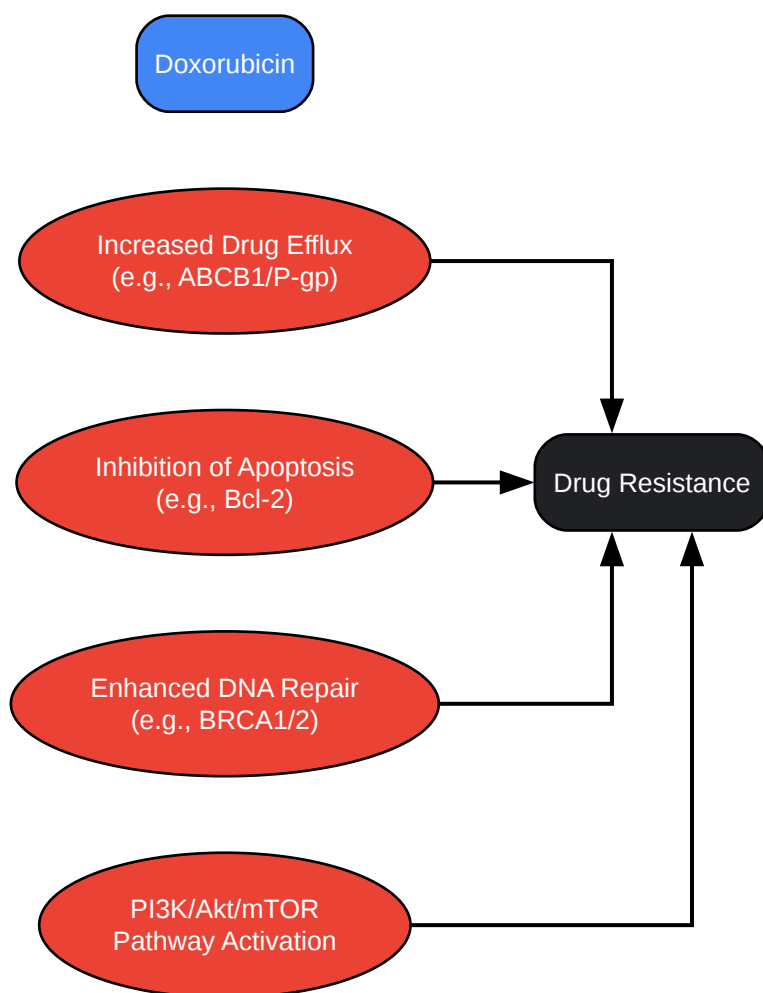 Doxorubicin
Increased Drug Efflux
(e.g., ABCB1/P-gp)
Inhibition of Apoptosis
(e.g., Bcl-2)
Drug Resistance
Enhanced DNA Repair
(e.g., BRCA1/2)
PI3K/Akt/mTOR
Pathway Activation